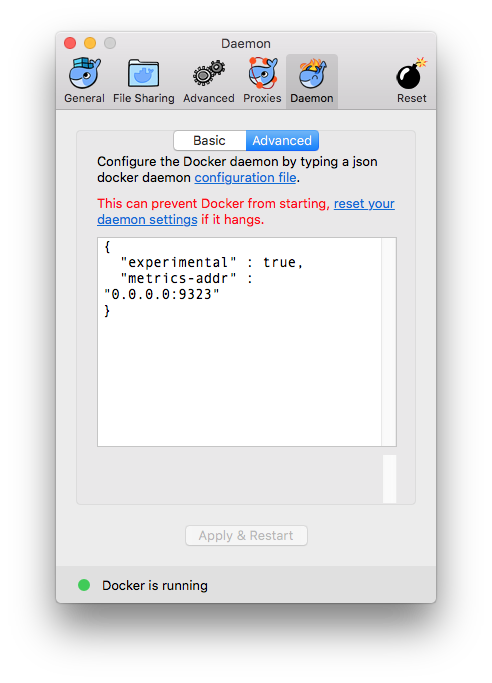 Daemon
General File Sharing Advanced Proxies Daemon Reset
Basic Advanced
Configure the Docker daemon by typing a json
docker daemon configuration file.
This can prevent Docker from starting, reset your
daemon settings if it hangs.
{
  "experimental" : true,
  "metrics-addr" :
"0.0.0.0:9323"
}
Apply & Restart
Docker is running